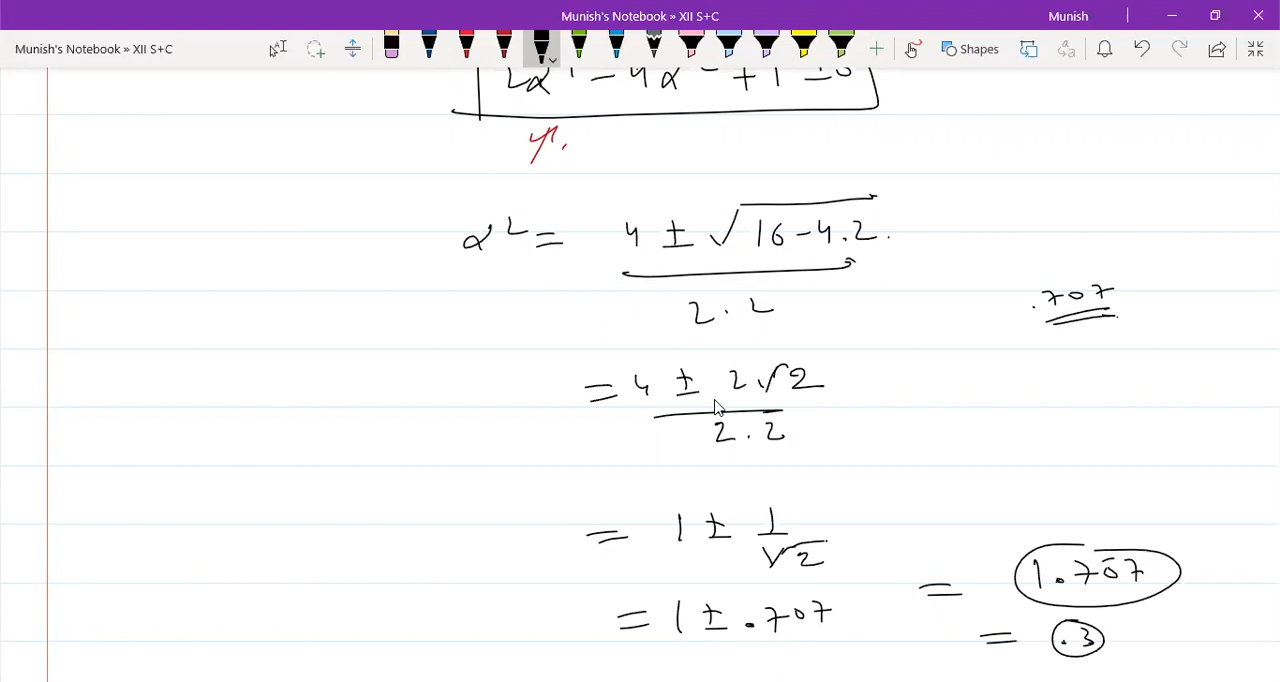 Munish's Notebook » XII S+C
Munish
Munish's Notebook » XII S+C
Shapes
α² =
4 ± √16-4.2.
2.2
.707
= 4 ± 2√2
2.2
= 1 ± 1
√2
= 1.707
= 1 ± .707
= .3